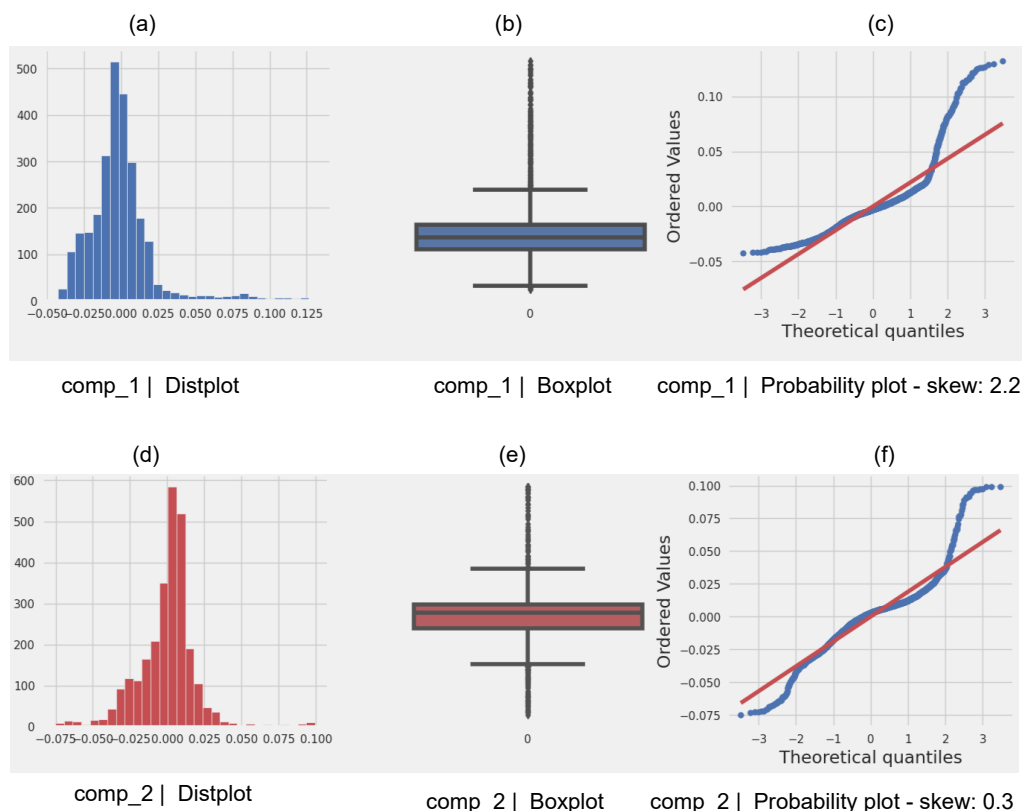 (a) (b) (c)
500
400
300
200
100
0
−0.050−0.025 0.000 0.025 0.050 0.075 0.100 0.125
0
Ordered Values
0.10
0.05
0.00
−0.05
−3 −2 −1 0 1 2 3
Theoretical quantiles
comp_1 | Distplot comp_1 | Boxplot comp_1 | Probability plot - skew: 2.2
(d) (e) (f)
600
500
400
300
200
100
0
−0.075−0.050−0.025 0.000 0.025 0.050 0.075 0.100
0
Ordered Values
0.100
0.075
0.050
0.025
0.000
−0.025
−0.050
−0.075
−3 −2 −1 0 1 2 3
Theoretical quantiles
comp_2 | Distplot comp_2 | Boxplot comp_2 | Probability plot - skew: 0.3